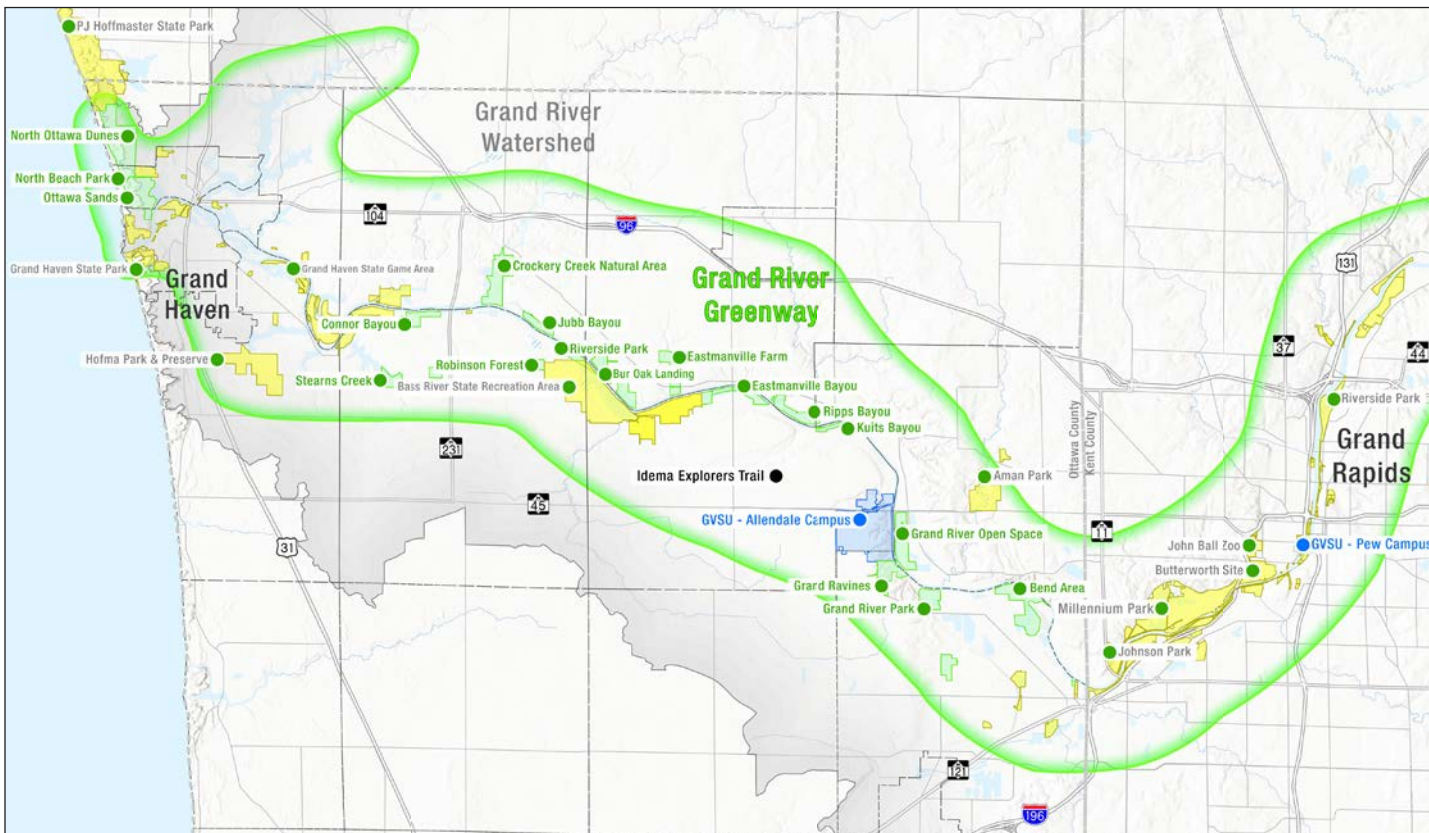 PJ Hoffmaster State Park
Grand River
Watershed
North Ottawa Dunes
North Beach Park
Ottawa Sands
104
96
Grand Haven State Park
Grand
Haven
Grand Haven State Game Area
Crockery Creek Natural Area
Grand River
Greenway
131
Connor Bayou
Jubb Bayou
37
44
Hofma Park & Preserve
Riverside Park
Robinson Forest
Eastmanville Farm
Stearns Creek
Bass River State Recreation Area
Bur Oak Landing
Eastmanville Bayou
Riverside Park
Ripps Bayou
Kuits Bayou
Ottawa County
Kent County
Grand
Rapids
231
Idema Explorers Trail
Aman Park
45
GVSU - Allendale Campus
Grand River Open Space
11
31
John Ball Zoo
GVSU - Pew Campus
Butterworth Site
Grard Ravines
Bend Area
Grand River Park
Millennium Park
Johnson Park
121
196